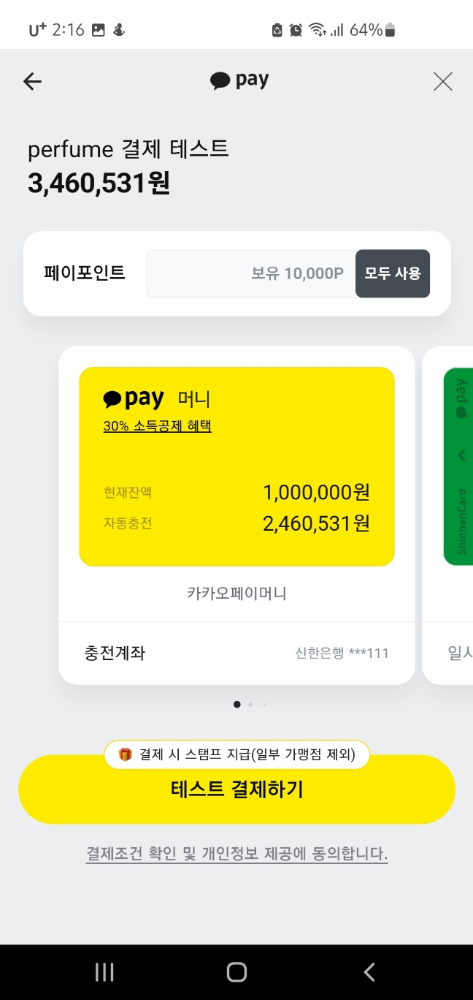 U+ 2:16 64%
pay
perfume 결제 테스트
3,460,531원
페이포인트 보유 10,000P 모두 사용
pay 머니
30% 소득공제 혜택
현재잔액 1,000,000원
자동충전 2,460,531원
카카오페이머니
충전계좌 신한은행 ***111
pay
ShinhanCard
일시
🎁 결제 시 스탬프 지급(일부 가맹점 제외)
테스트 결제하기
결제조건 확인 및 개인정보 제공에 동의합니다.